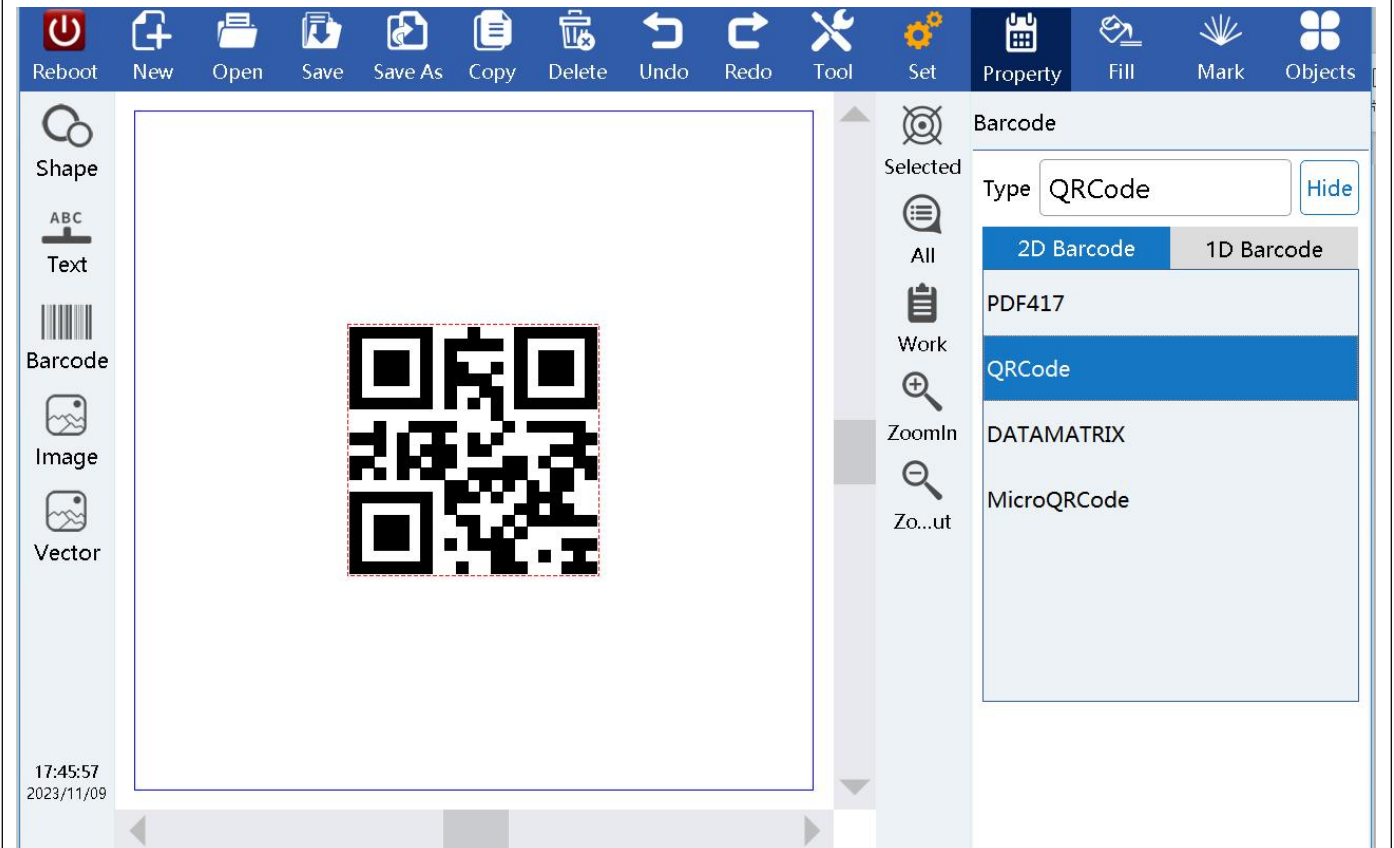 Reboot New Open Save Save As Copy Delete Undo Redo Tool Set Property Fill Mark Objects
Shape
ABC
Text
Barcode
Image
Vector
17:45:57
2023/11/09
Selected
All
Work
ZoomIn
Zo...ut
Barcode
Type QRCode Hide
2D Barcode 1D Barcode
PDF417
QRCode
DATAMATRIX
MicroQRCode